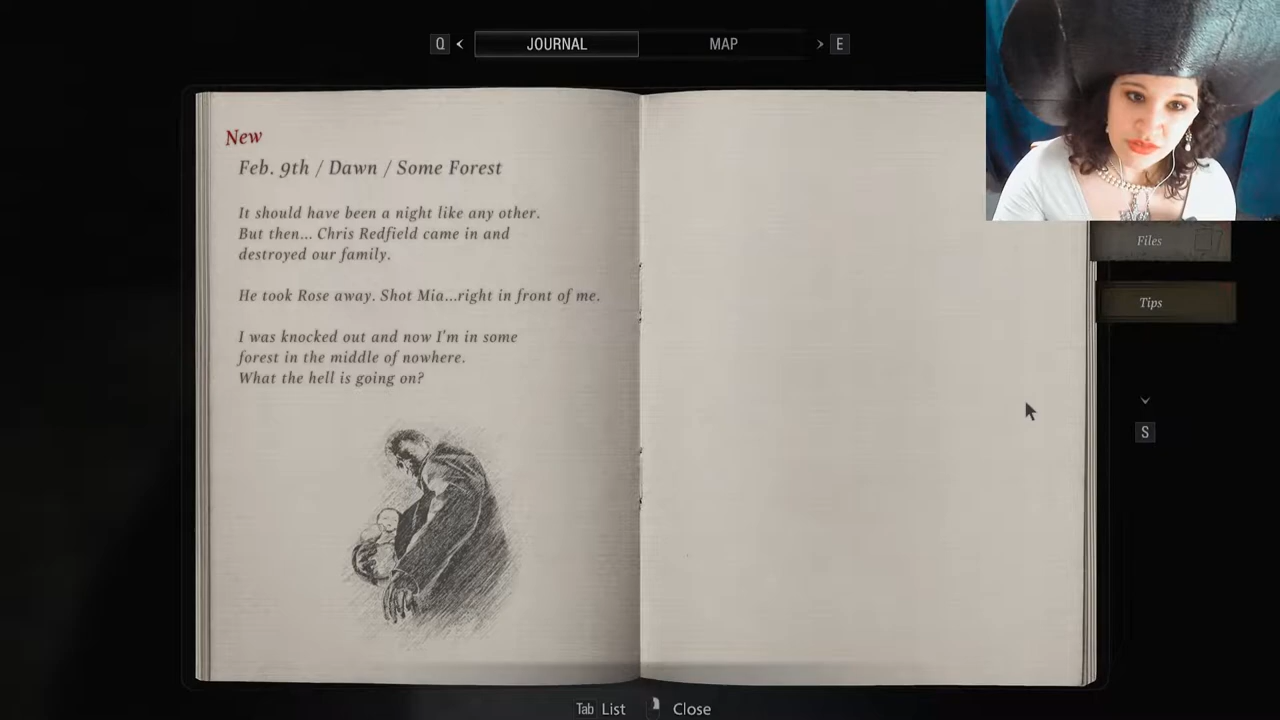 Q JOURNAL MAP E
New
Feb. 9th / Dawn / Some Forest
It should have been a night like any other.
But then... Chris Redfield came in and
destroyed our family.
He took Rose away. Shot Mia...right in front of me.
I was knocked out and now I'm in some
forest in the middle of nowhere.
What the hell is going on?
Files
Tips
S
Tab List Close